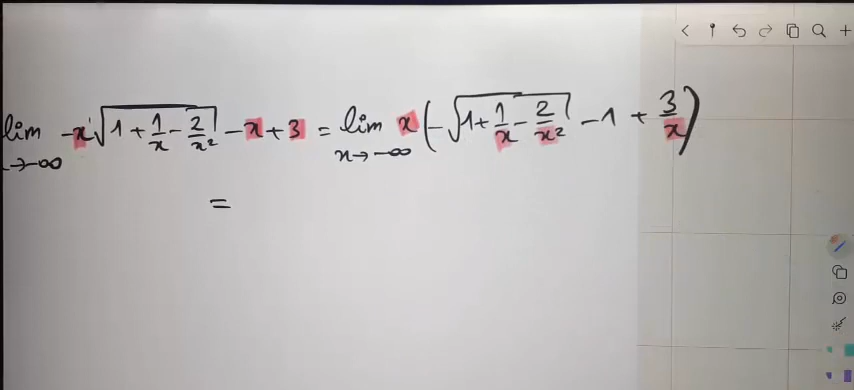 lim -x√(1 + 1/x - 2/x²) - x + 3 = lim x(-√(1 + 1/x - 2/x²) - 1 + 3/x)
→-∞ x→-∞
=